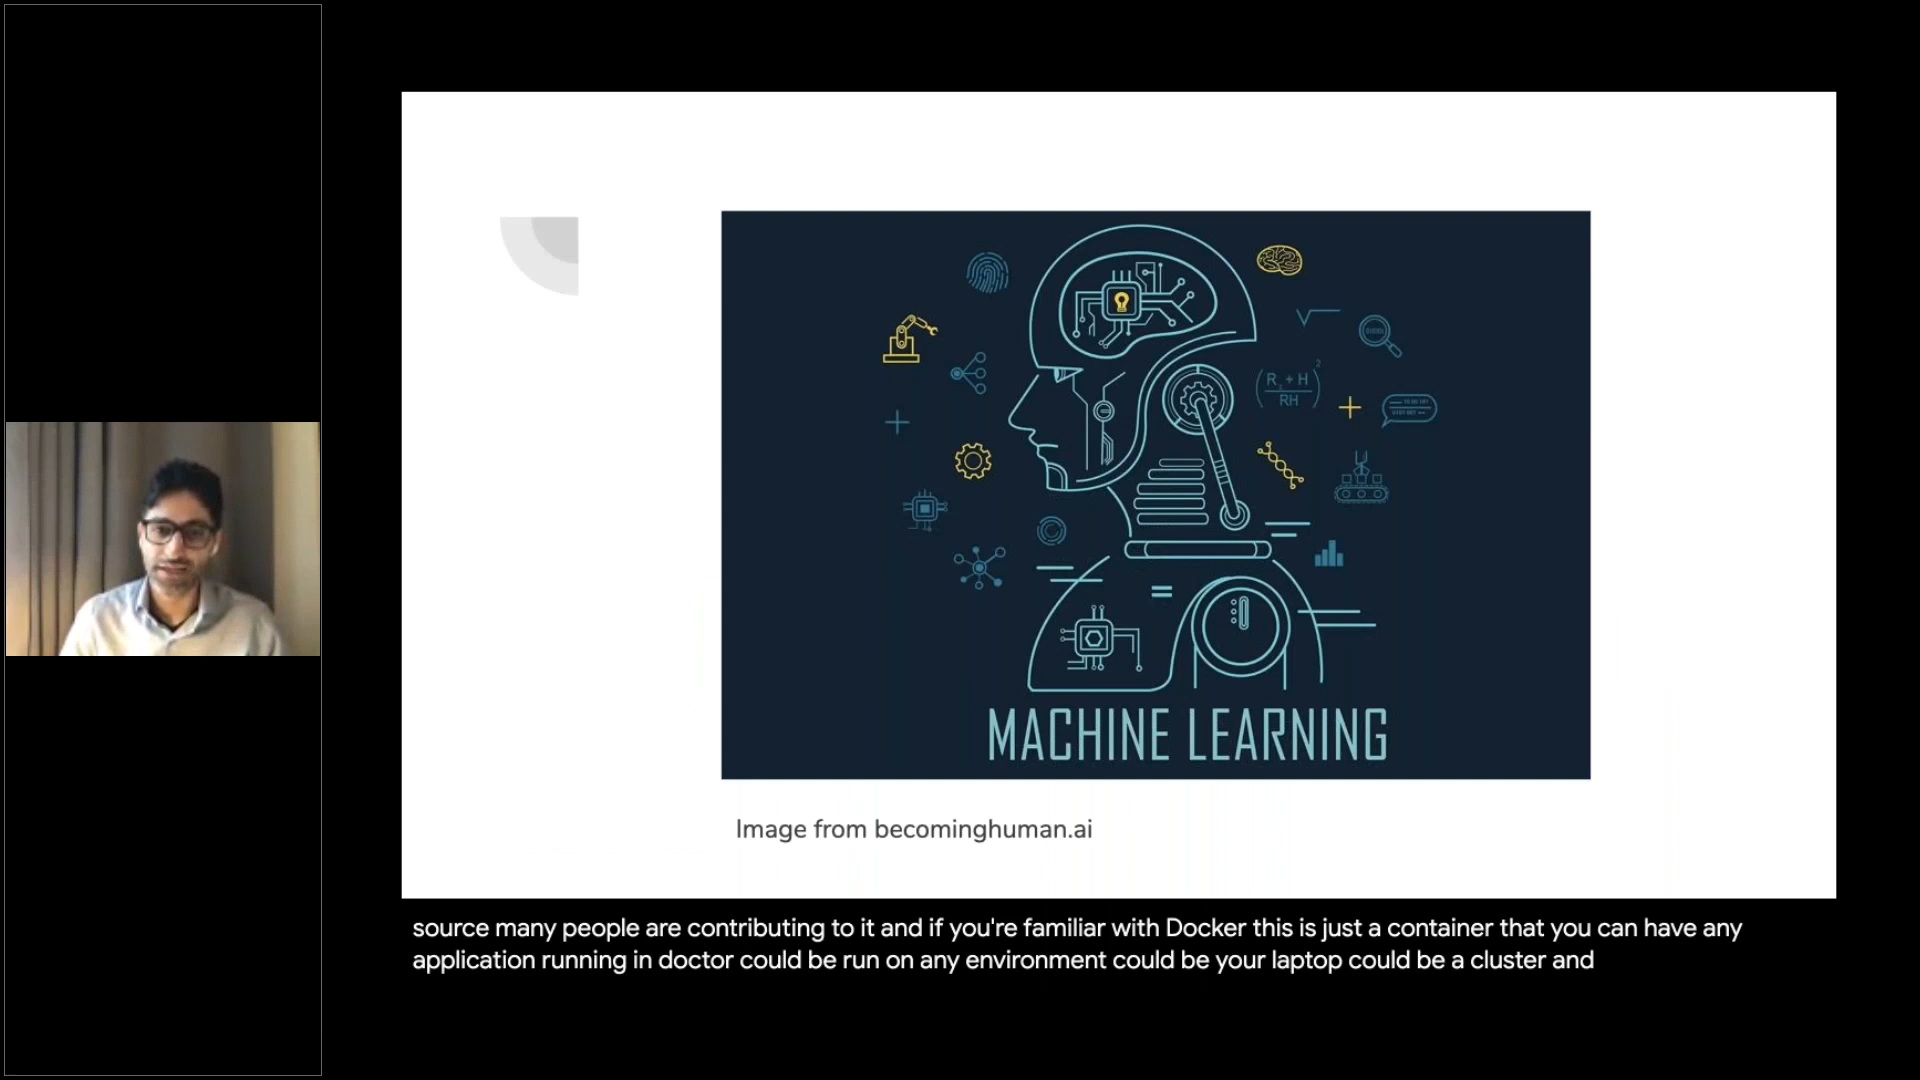 R + H
RH
2
MACHINE LEARNING
Image from becominghuman.ai
source many people are contributing to it and if you're familiar with Docker this is just a container that you can have any
application running in doctor could be run on any environment could be your laptop could be a cluster and